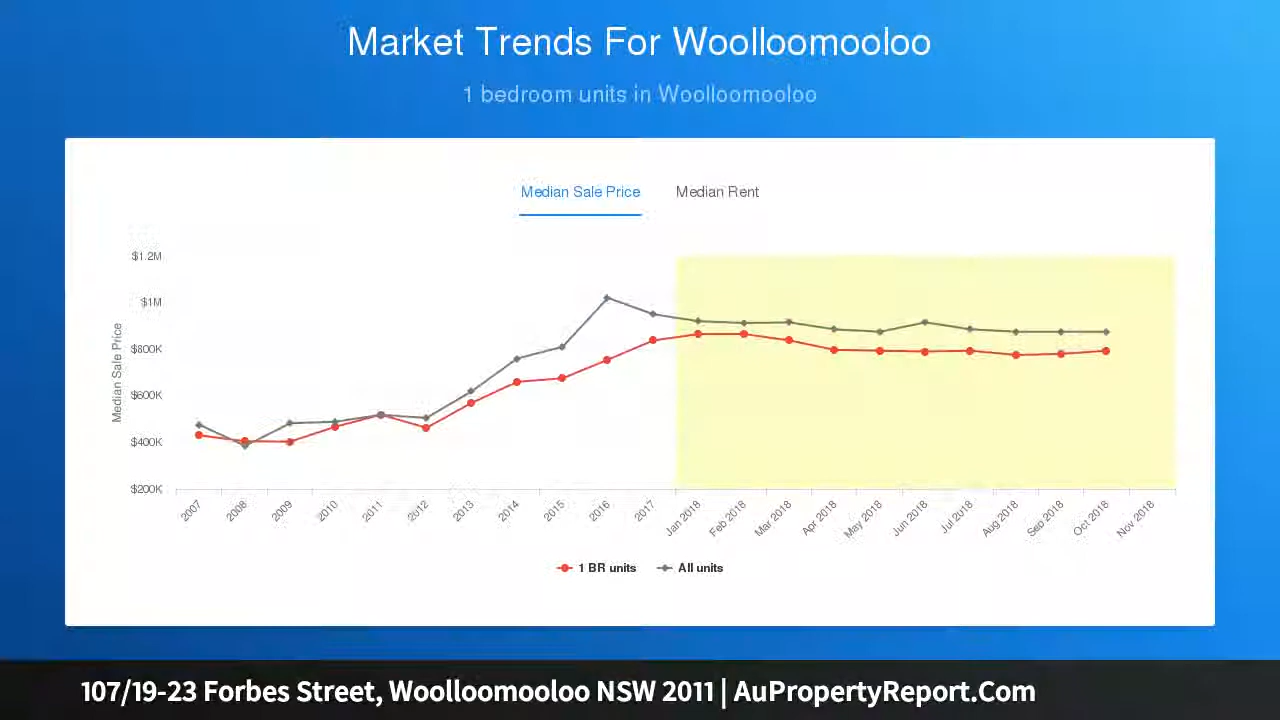 Market Trends For Woolloomooloo
1 bedroom units in Woolloomooloo
Median Sale Price
Median Rent
$1.2M
$1M
$800K
$600K
$400K
$200K
Median Sale Price
2007
2008
2009
2010
2011
2012
2013
2014
2015
2016
2017
Jan 2018
Feb 2018
Mar 2018
Apr 2018
May 2018
Jun 2018
Jul 2018
Aug 2018
Sep 2018
Oct 2018
Nov 2018
1 BR units
All units
107/19-23 Forbes Street, Woolloomooloo NSW 2011 | AuPropertyReport.Com